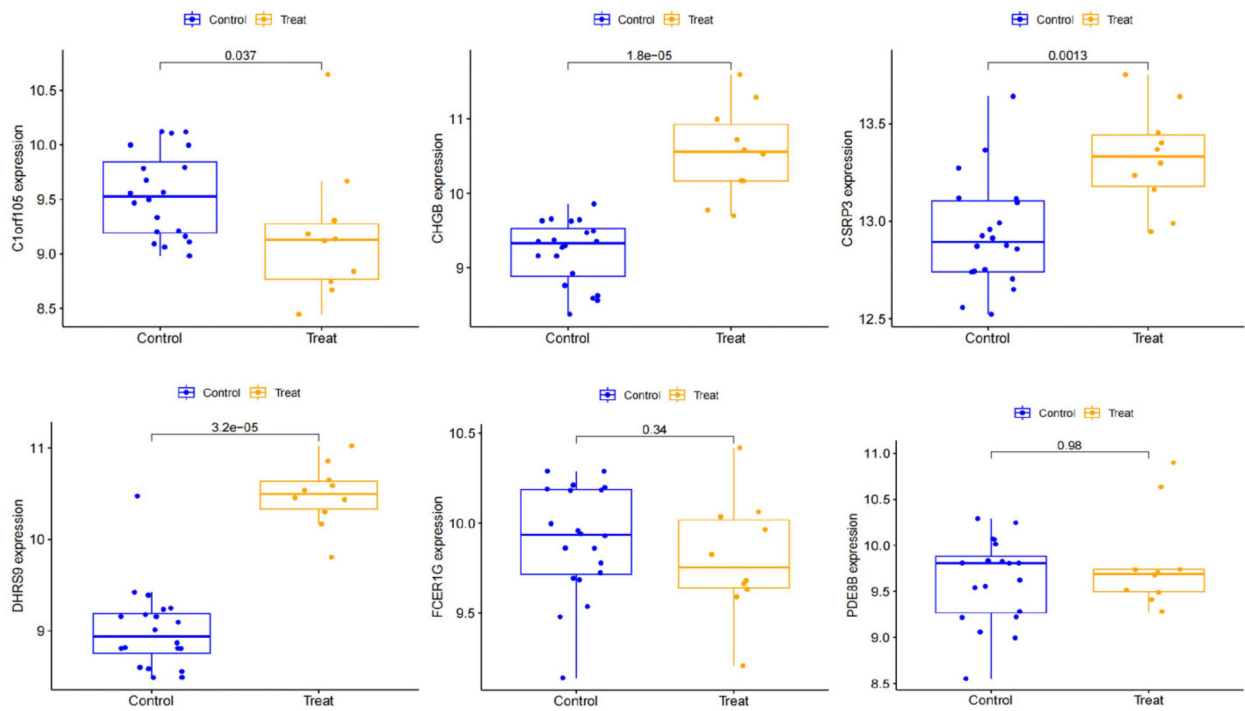 Control Treat
0.037
C1orf105 expression
10.5
10.0
9.5
9.0
8.5
Control Treat
Control Treat
1.8e-05
CHGB expression
11
10
9
Control Treat
Control Treat
0.0013
CSRP3 expression
13.5
13.0
12.5
Control Treat
Control Treat
3.2e-05
DHRS9 expression
11
10
9
Control Treat
Control Treat
0.34
FCER1G expression
10.5
10.0
9.5
Control Treat
Control Treat
0.98
PDE8B expression
11.0
10.5
10.0
9.5
9.0
8.5
Control Treat